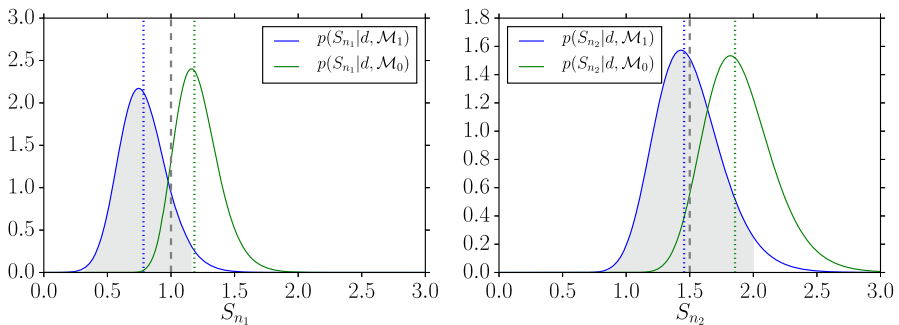 3.0
2.5
2.0
1.5
1.0
0.5
0.0
0.0 0.5 1.0 1.5 2.0 2.5 3.0
S_{n_1}
p(S_{n_1}|d, \mathcal{M}_1)
p(S_{n_1}|d, \mathcal{M}_0)
1.8
1.6
1.4
1.2
1.0
0.8
0.6
0.4
0.2
0.0
0.0 0.5 1.0 1.5 2.0 2.5 3.0
S_{n_2}
p(S_{n_2}|d, \mathcal{M}_1)
p(S_{n_2}|d, \mathcal{M}_0)